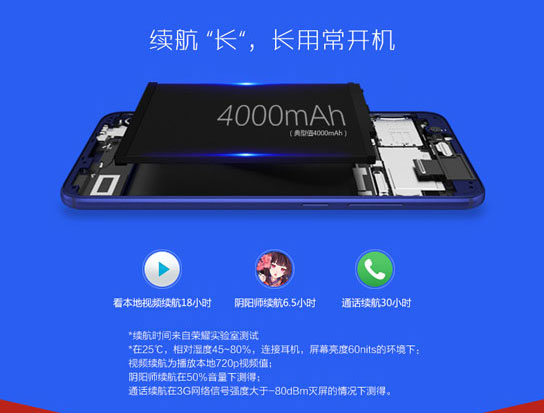 续航 “长“，长用常开机
4000mAh
（典型值4000mAh）
看本地视频续航18小时
阴阳师续航6.5小时
通话续航30小时
*续航时间来自荣耀实验室测试
*在25℃，相对湿度45~80%，连接耳机，屏幕亮度60nits的环境下：
视频续航为播放本地720p视频值；
阴阳师续航在50%音量下测得；
通话续航在3G网络信号强度大于-80dBm灭屏的情况下测得。